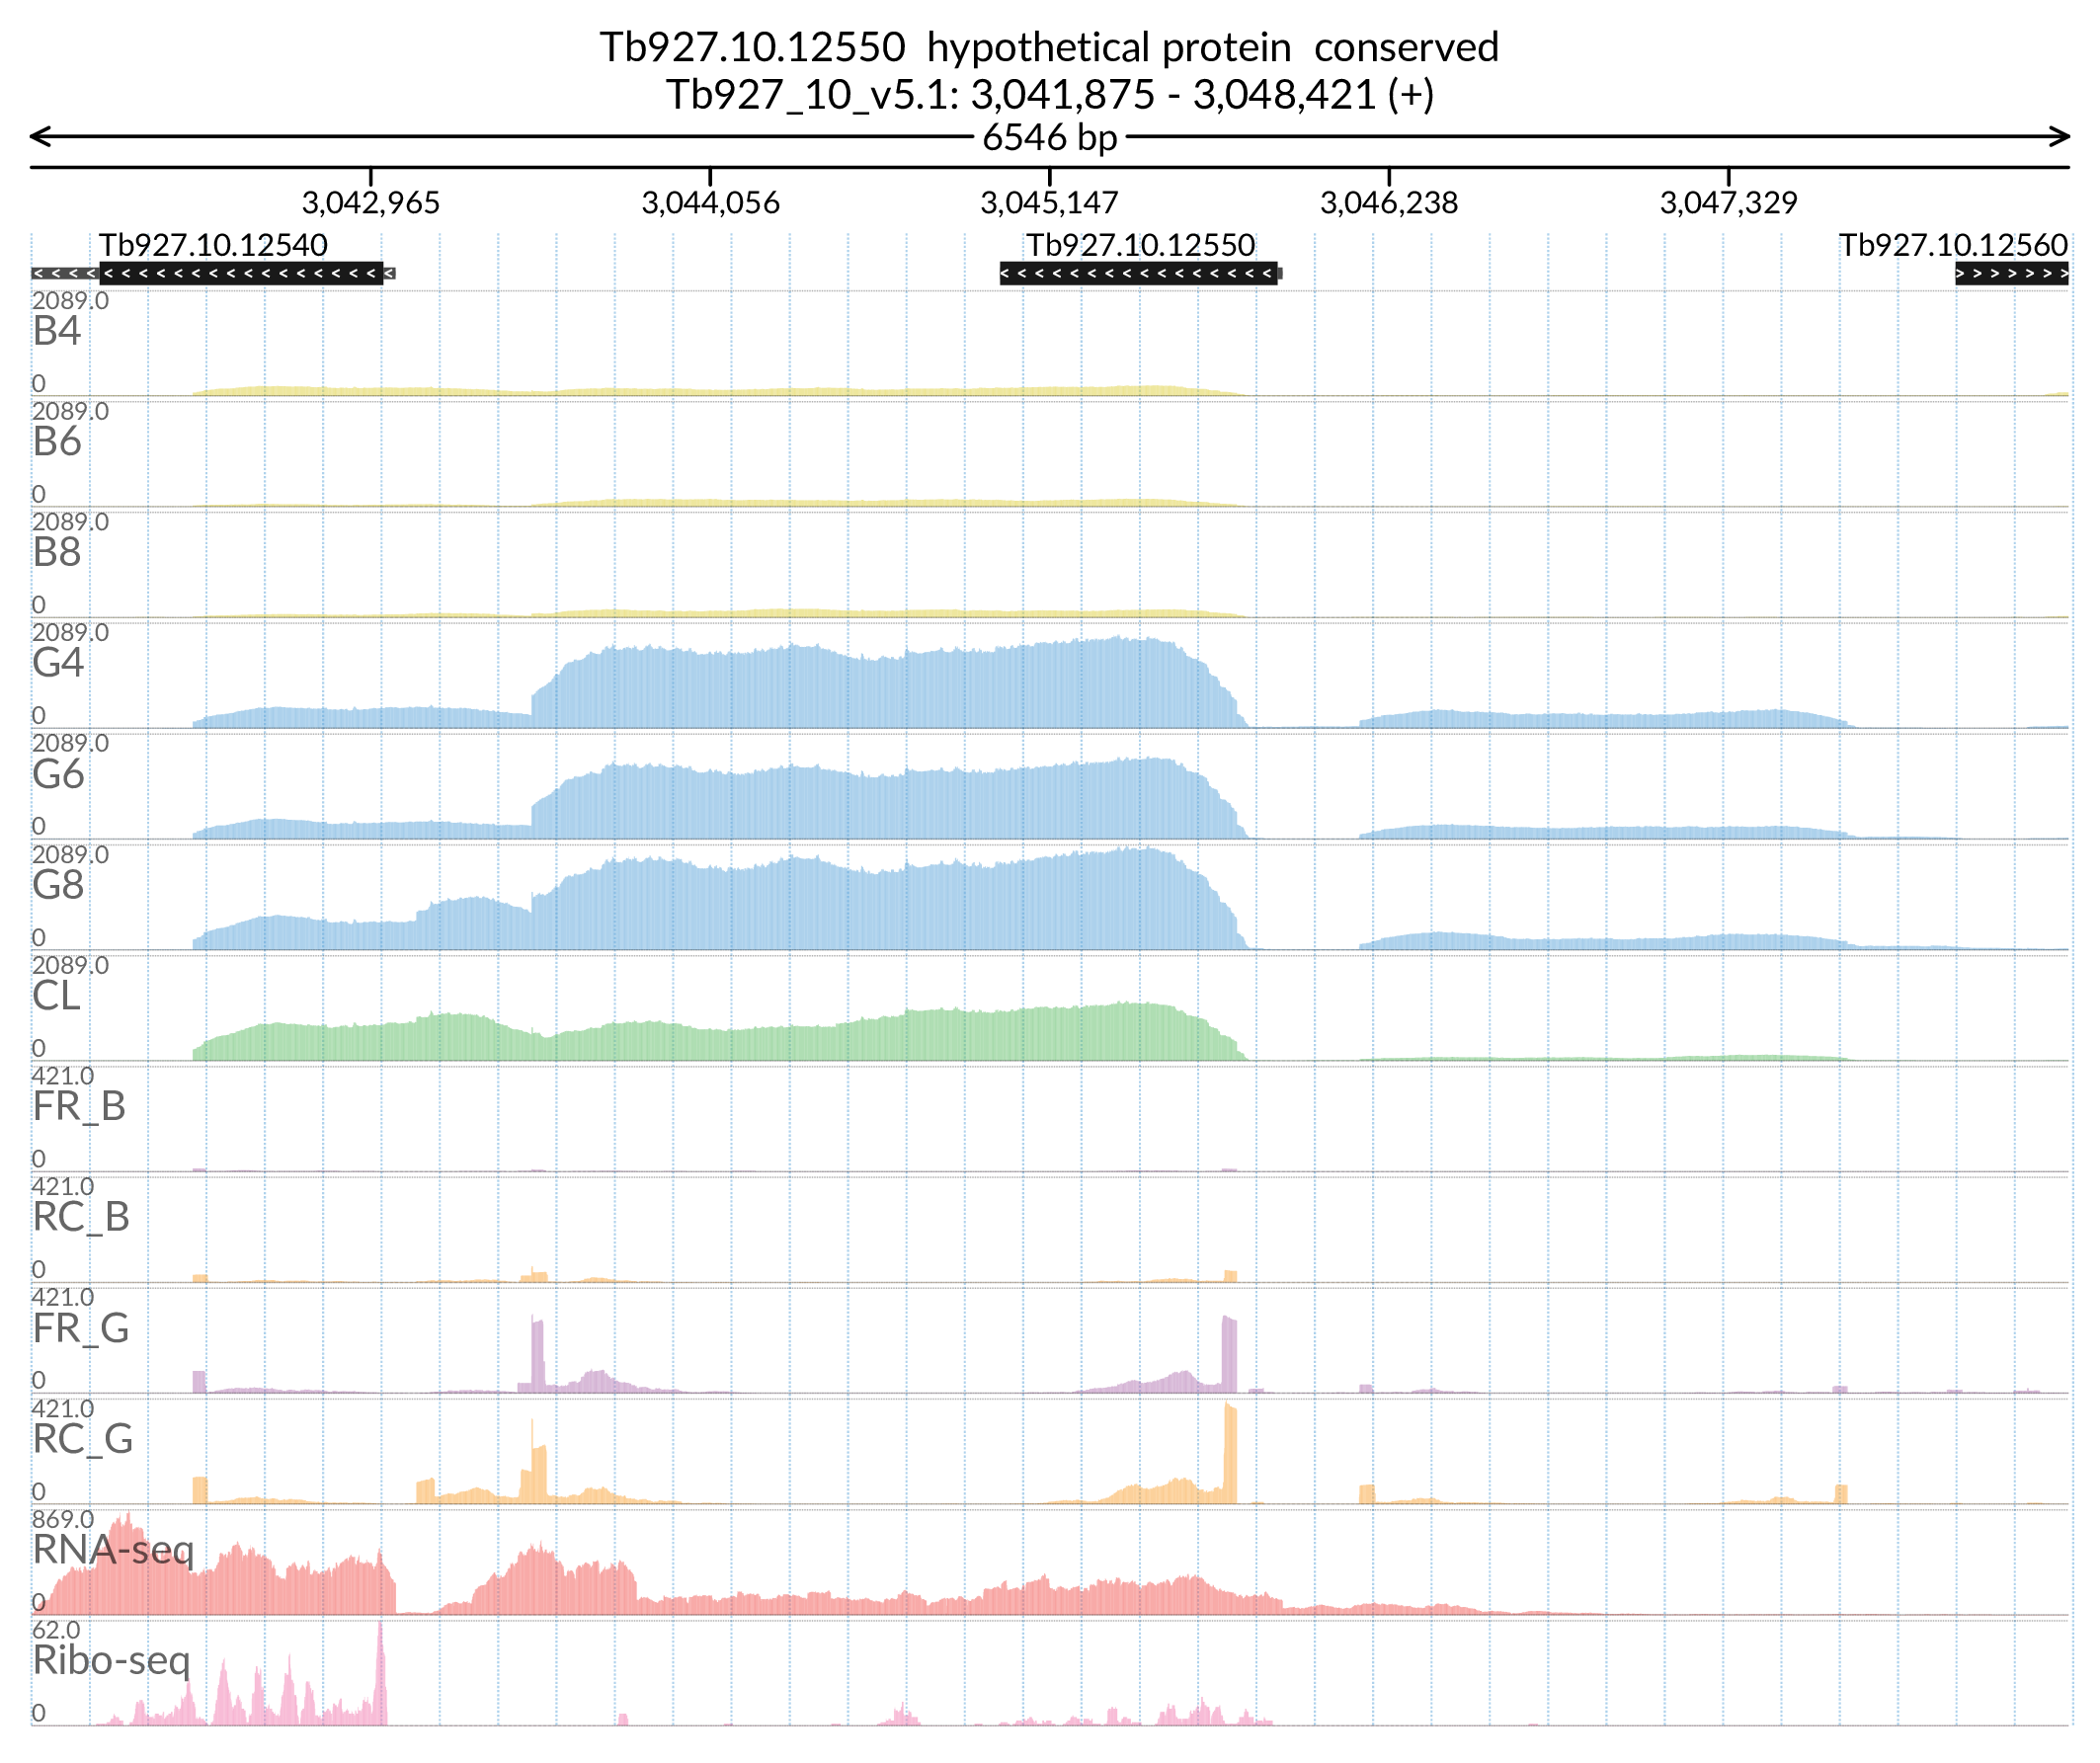 Tb927.10.12550 hypothetical protein conserved
Tb927_10_v5.1: 3,041,875 - 3,048,421 (+)
6546 bp
3,042,965 3,044,056 3,045,147 3,046,238 3,047,329
Tb927.10.12540 Tb927.10.12550 Tb927.10.12560
2089.0
B4
0
2089.0
B6
0
2089.0
B8
0
2089.0
G4
0
2089.0
G6
0
2089.0
G8
0
2089.0
CL
0
421.0
FR_B
0
421.0
RC_B
0
421.0
FR_G
0
421.0
RC_G
0
869.0
RNA-seq
0
62.0
Ribo-seq
0